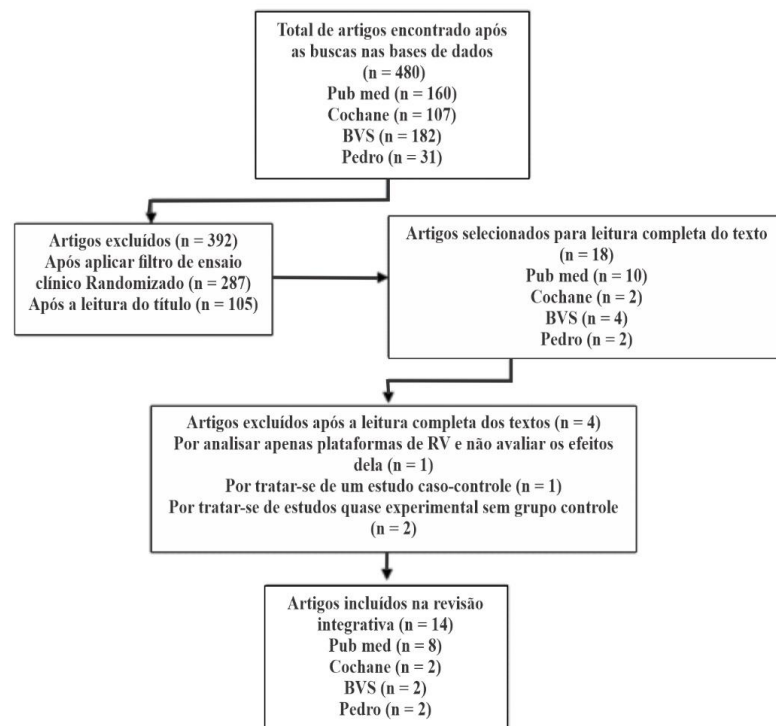 Total de artigos encontrado após
as buscas nas bases de dados
(n = 480)
Pub med (n = 160)
Cochane (n = 107)
BVS (n = 182)
Pedro (n = 31)
Artigos excluídos (n = 392)
Após aplicar filtro de ensaio
clínico Randomizado (n = 287)
Após a leitura do título (n = 105)
Artigos selecionados para leitura completa do texto
(n = 18)
Pub med (n = 10)
Cochane (n = 2)
BVS (n = 4)
Pedro (n = 2)
Artigos excluídos após a leitura completa dos textos (n = 4)
Por analisar apenas plataformas de RV e não avaliar os efeitos
dela (n = 1)
Por tratar-se de um estudo caso-controle (n = 1)
Por tratar-se de estudos quase experimental sem grupo controle
(n = 2)
Artigos incluídos na revisão
integrativa (n = 14)
Pub med (n = 8)
Cochane (n = 2)
BVS (n = 2)
Pedro (n = 2)